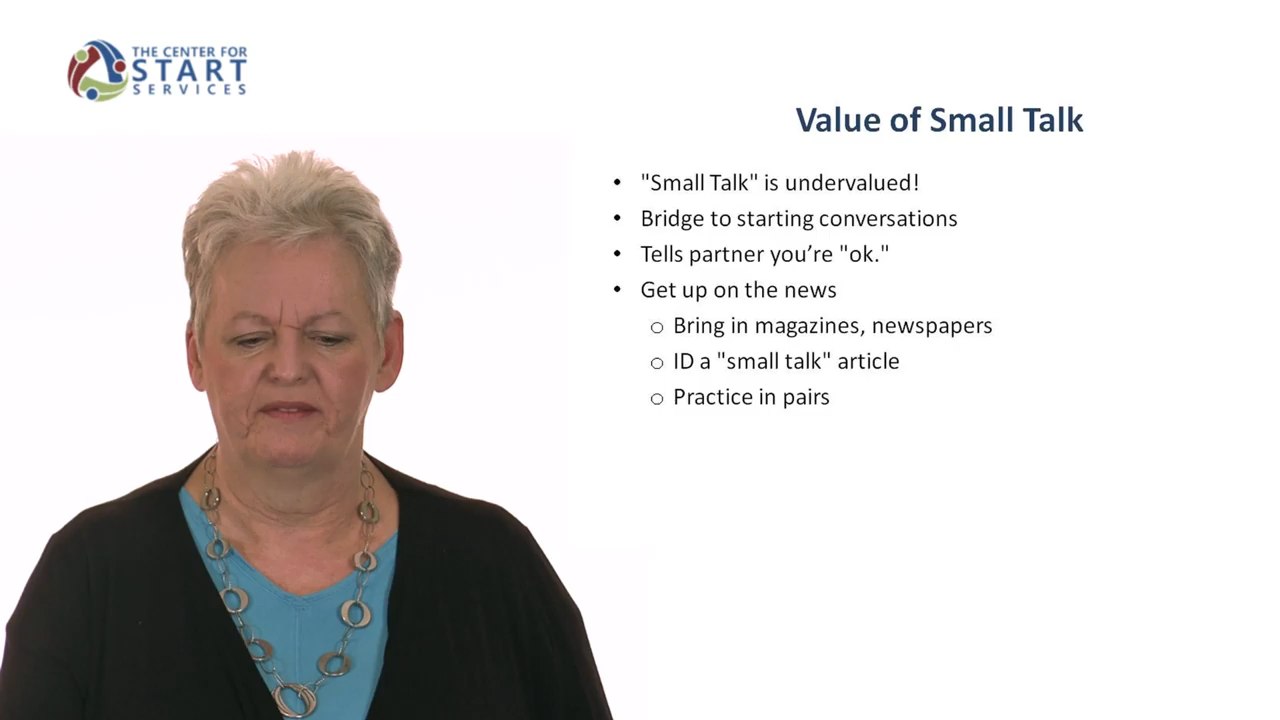 THE CENTER FOR
START
SERVICES
Value of Small Talk
• "Small Talk" is undervalued!
• Bridge to starting conversations
• Tells partner you’re "ok."
• Get up on the news
o Bring in magazines, newspapers
o ID a "small talk" article
o Practice in pairs